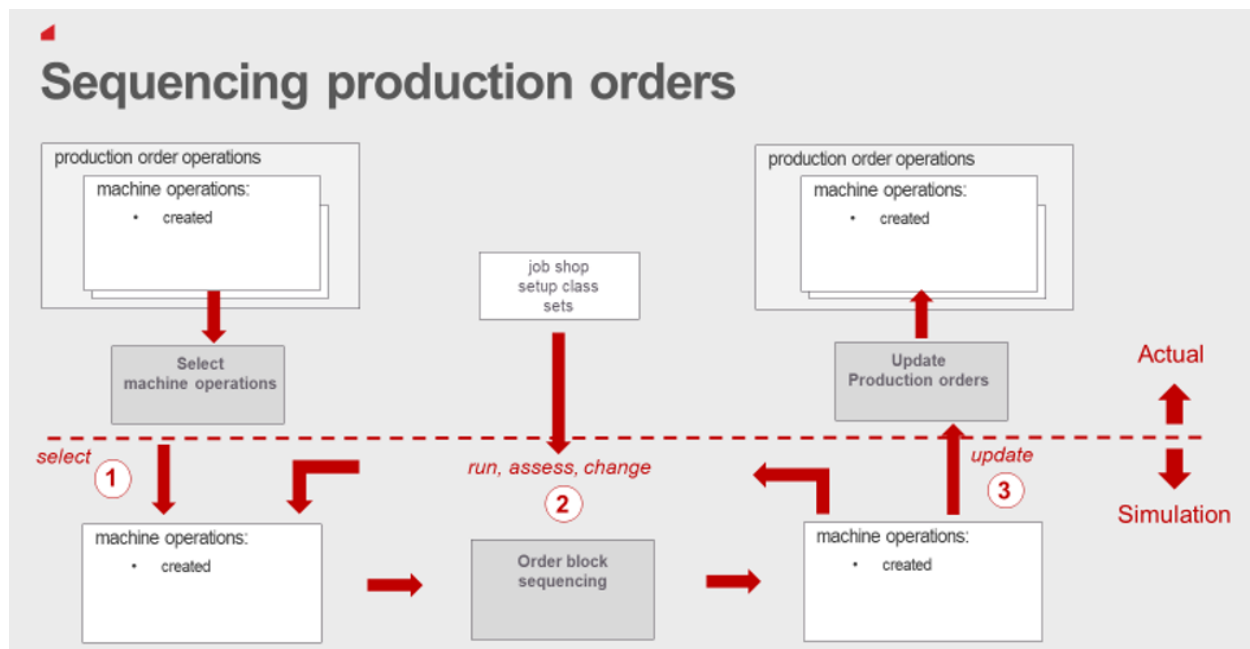 Sequencing production orders
production order operations
machine operations:
• created
Select
machine operations
job shop
setup class
sets
production order operations
machine operations:
• created
Update
Production orders
Actual
select
1
run, assess, change
2
update
3
Simulation
machine operations:
• created
Order block
sequencing
machine operations:
• created